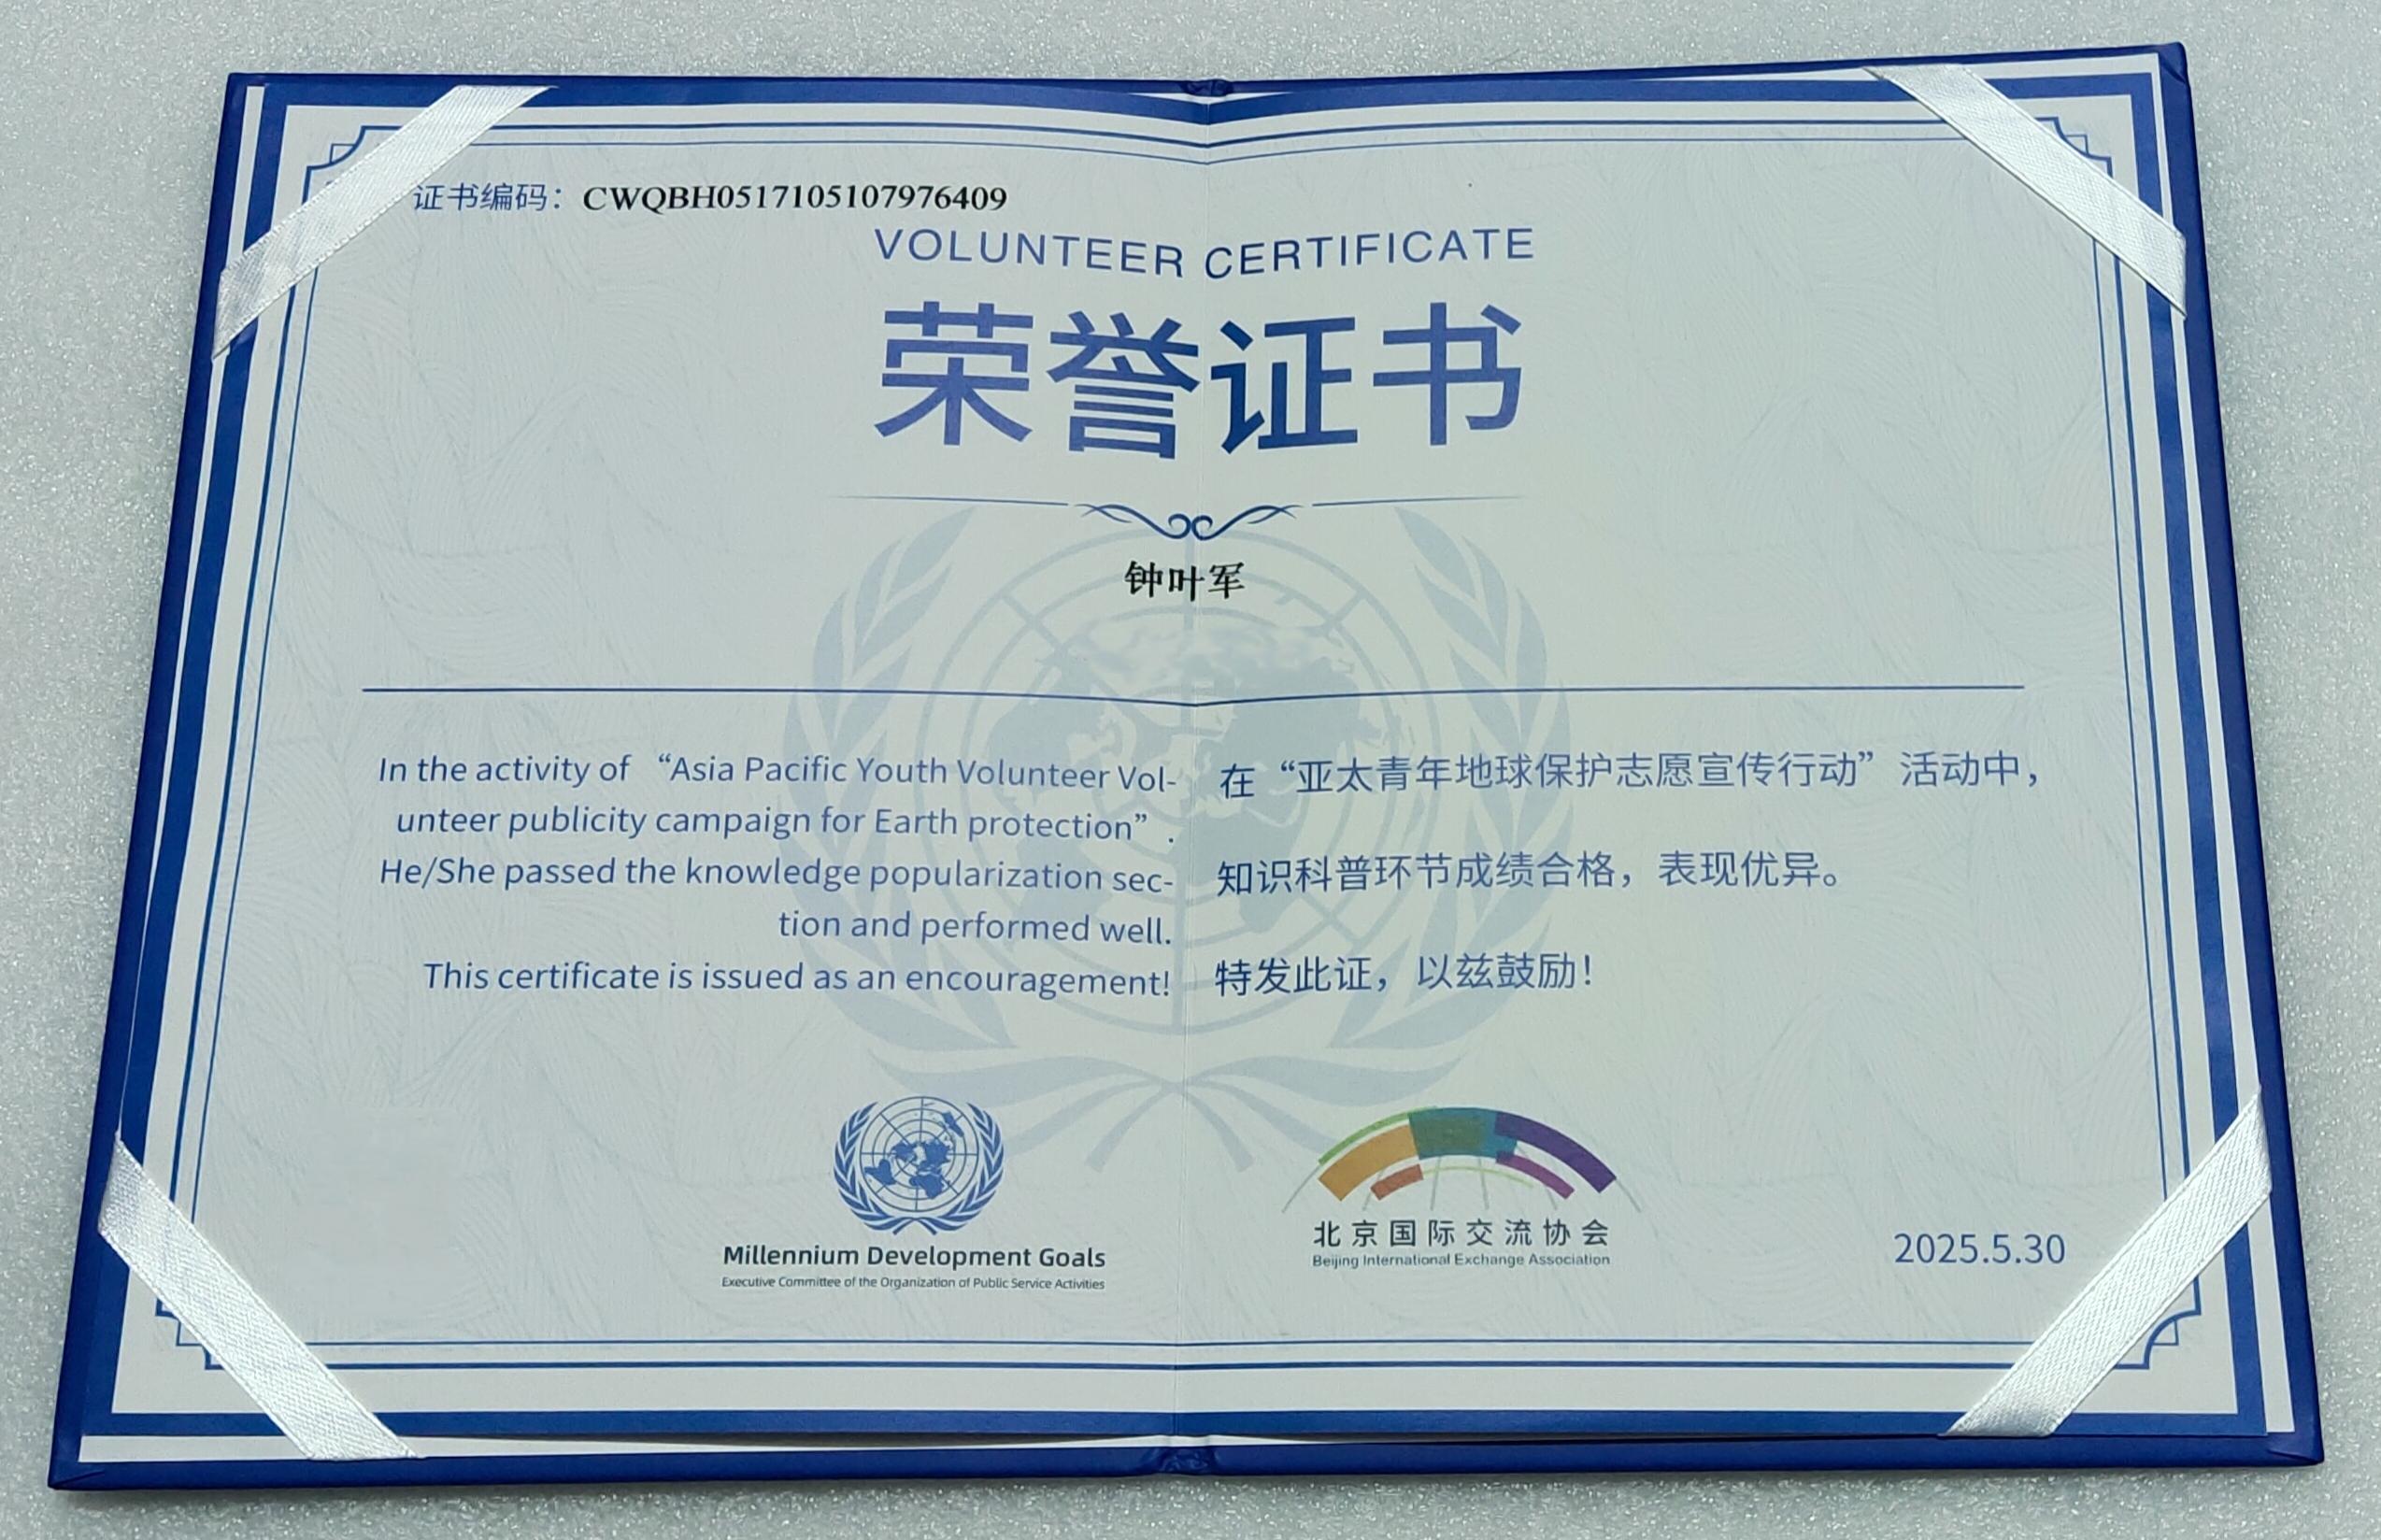 证书编码：CWQBH0517105107976409
VOLUNTEER CERTIFICATE
荣誉证书
钟叶军
In the activity of “Asia Pacific Youth Volunteer Vol-
unteer publicity campaign for Earth protection”.
He/She passed the knowledge popularization sec-
tion and performed well.
This certificate is issued as an encouragement!
在“亚太青年地球保护志愿宣传行动”活动中，
知识科普环节成绩合格，表现优异。
特发此证，以兹鼓励！
Millennium Development Goals
Executive Committee of the Organization of Public Service Activities
北京国际交流协会
Beijing International Exchange Association
2025.5.30